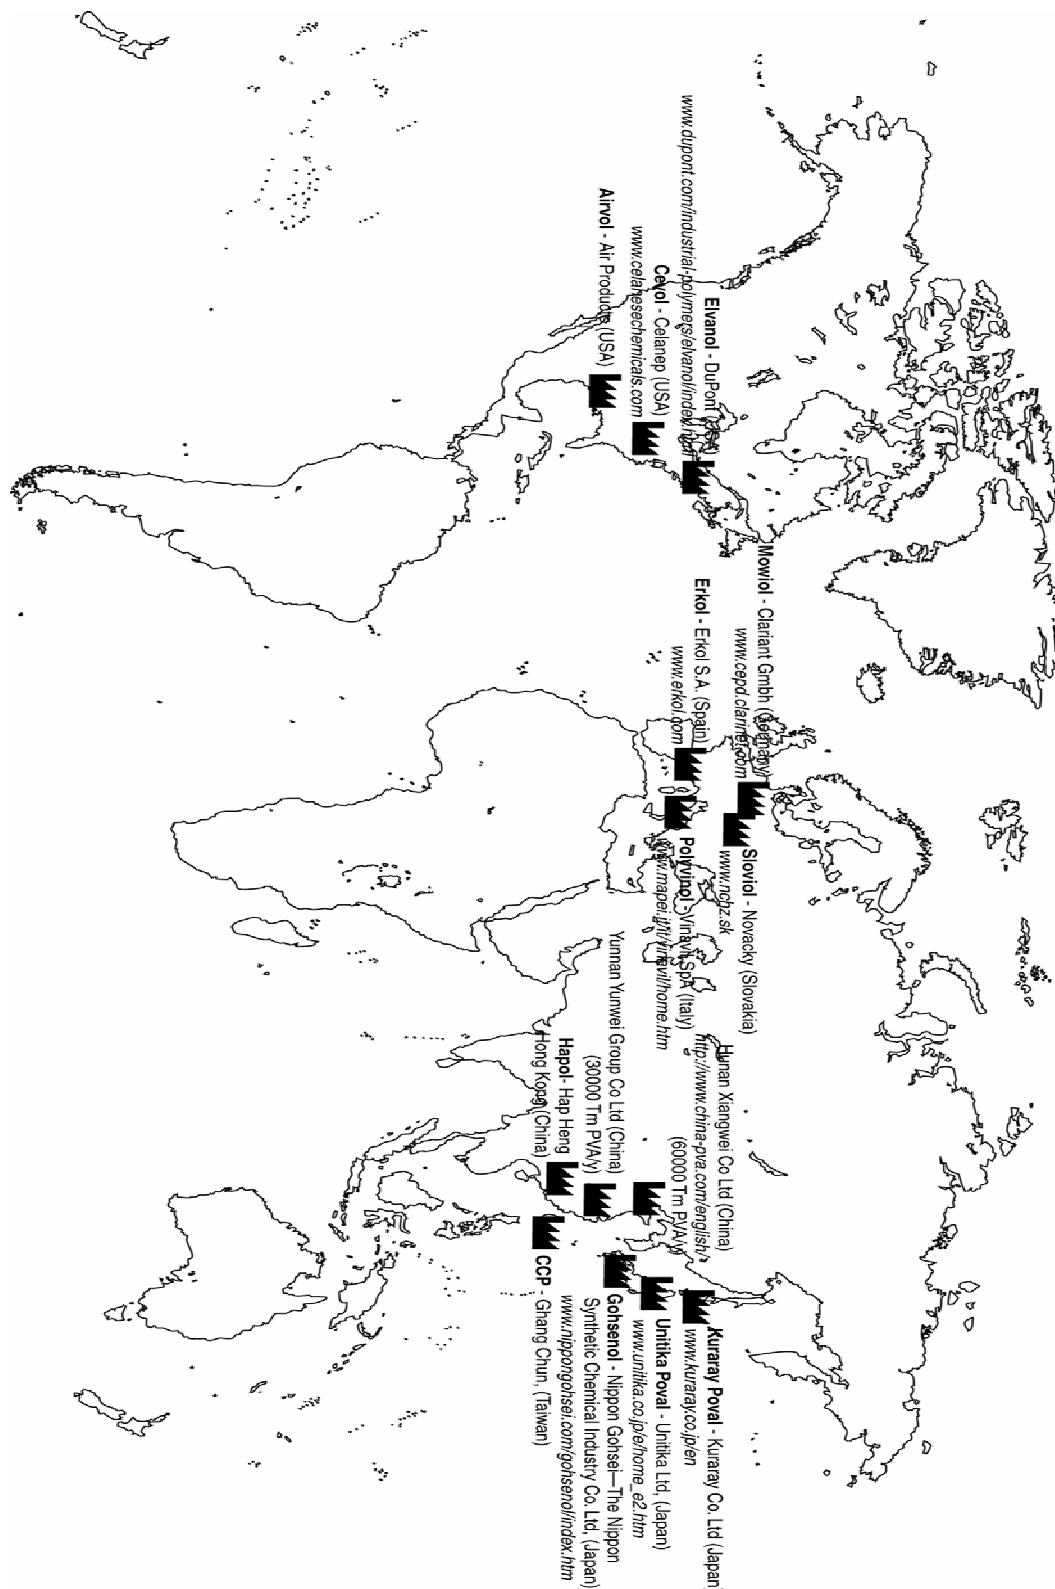 Elvanol - DuPont (USA)
www.dupont.com/industrial-polymers/elvanol/index.html
Cevol - Celanep (USA)
www.celanesechemicals.com
Airvol - Air Products (USA)
Mowiol - Clariant Gmbh (Germany)
www.cepd.clarinet.com
Erkol - Erkol S.A. (Spain)
www.erkol.com
Sloviol - Novacky (Slovakia)
www.nchz.sk
Polyvinol - Vinavil SpA (Italy)
www.mapei.it/it/vinavil/home.htm
Hunan Xiangwei Co Ltd (China)
http://www.china-pva.com/english/
(60000 Tm PVA/y)
Yunnan Yunwei Group Co Ltd (China)
(30000 Tm PVA/y)
Hapol- Hap Heng
Hong Kong (China)
Kuraray Poval - Kuraray Co. Ltd (Japan
www.kuraray.co.jp/en
Unitika Poval - Unitika Ltd, (Japan)
www.unitika.co.jp/e/home_e2.htm
Gohsenol - Nippon Gohsei—The Nippon
Synthetic Chemical Industry Co. Ltd, (Japan)
www.nippongohsei.com/gohsenol/index.htm
CCP - Ghang Chun, (Taiwan)